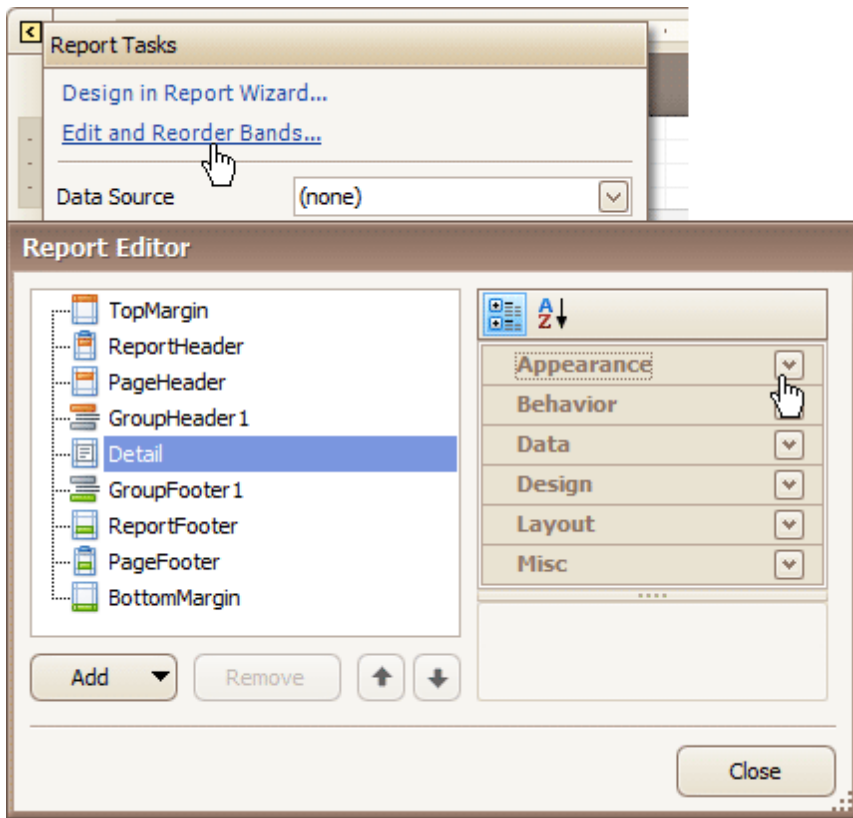 Report Tasks
Design in Report Wizard...
Edit and Reorder Bands...
Data Source (none)
Report Editor
TopMargin
ReportHeader
PageHeader
GroupHeader1
Detail
GroupFooter1
ReportFooter
PageFooter
BottomMargin
Add Remove
A
Z
Appearance
Behavior
Data
Design
Layout
Misc
Close